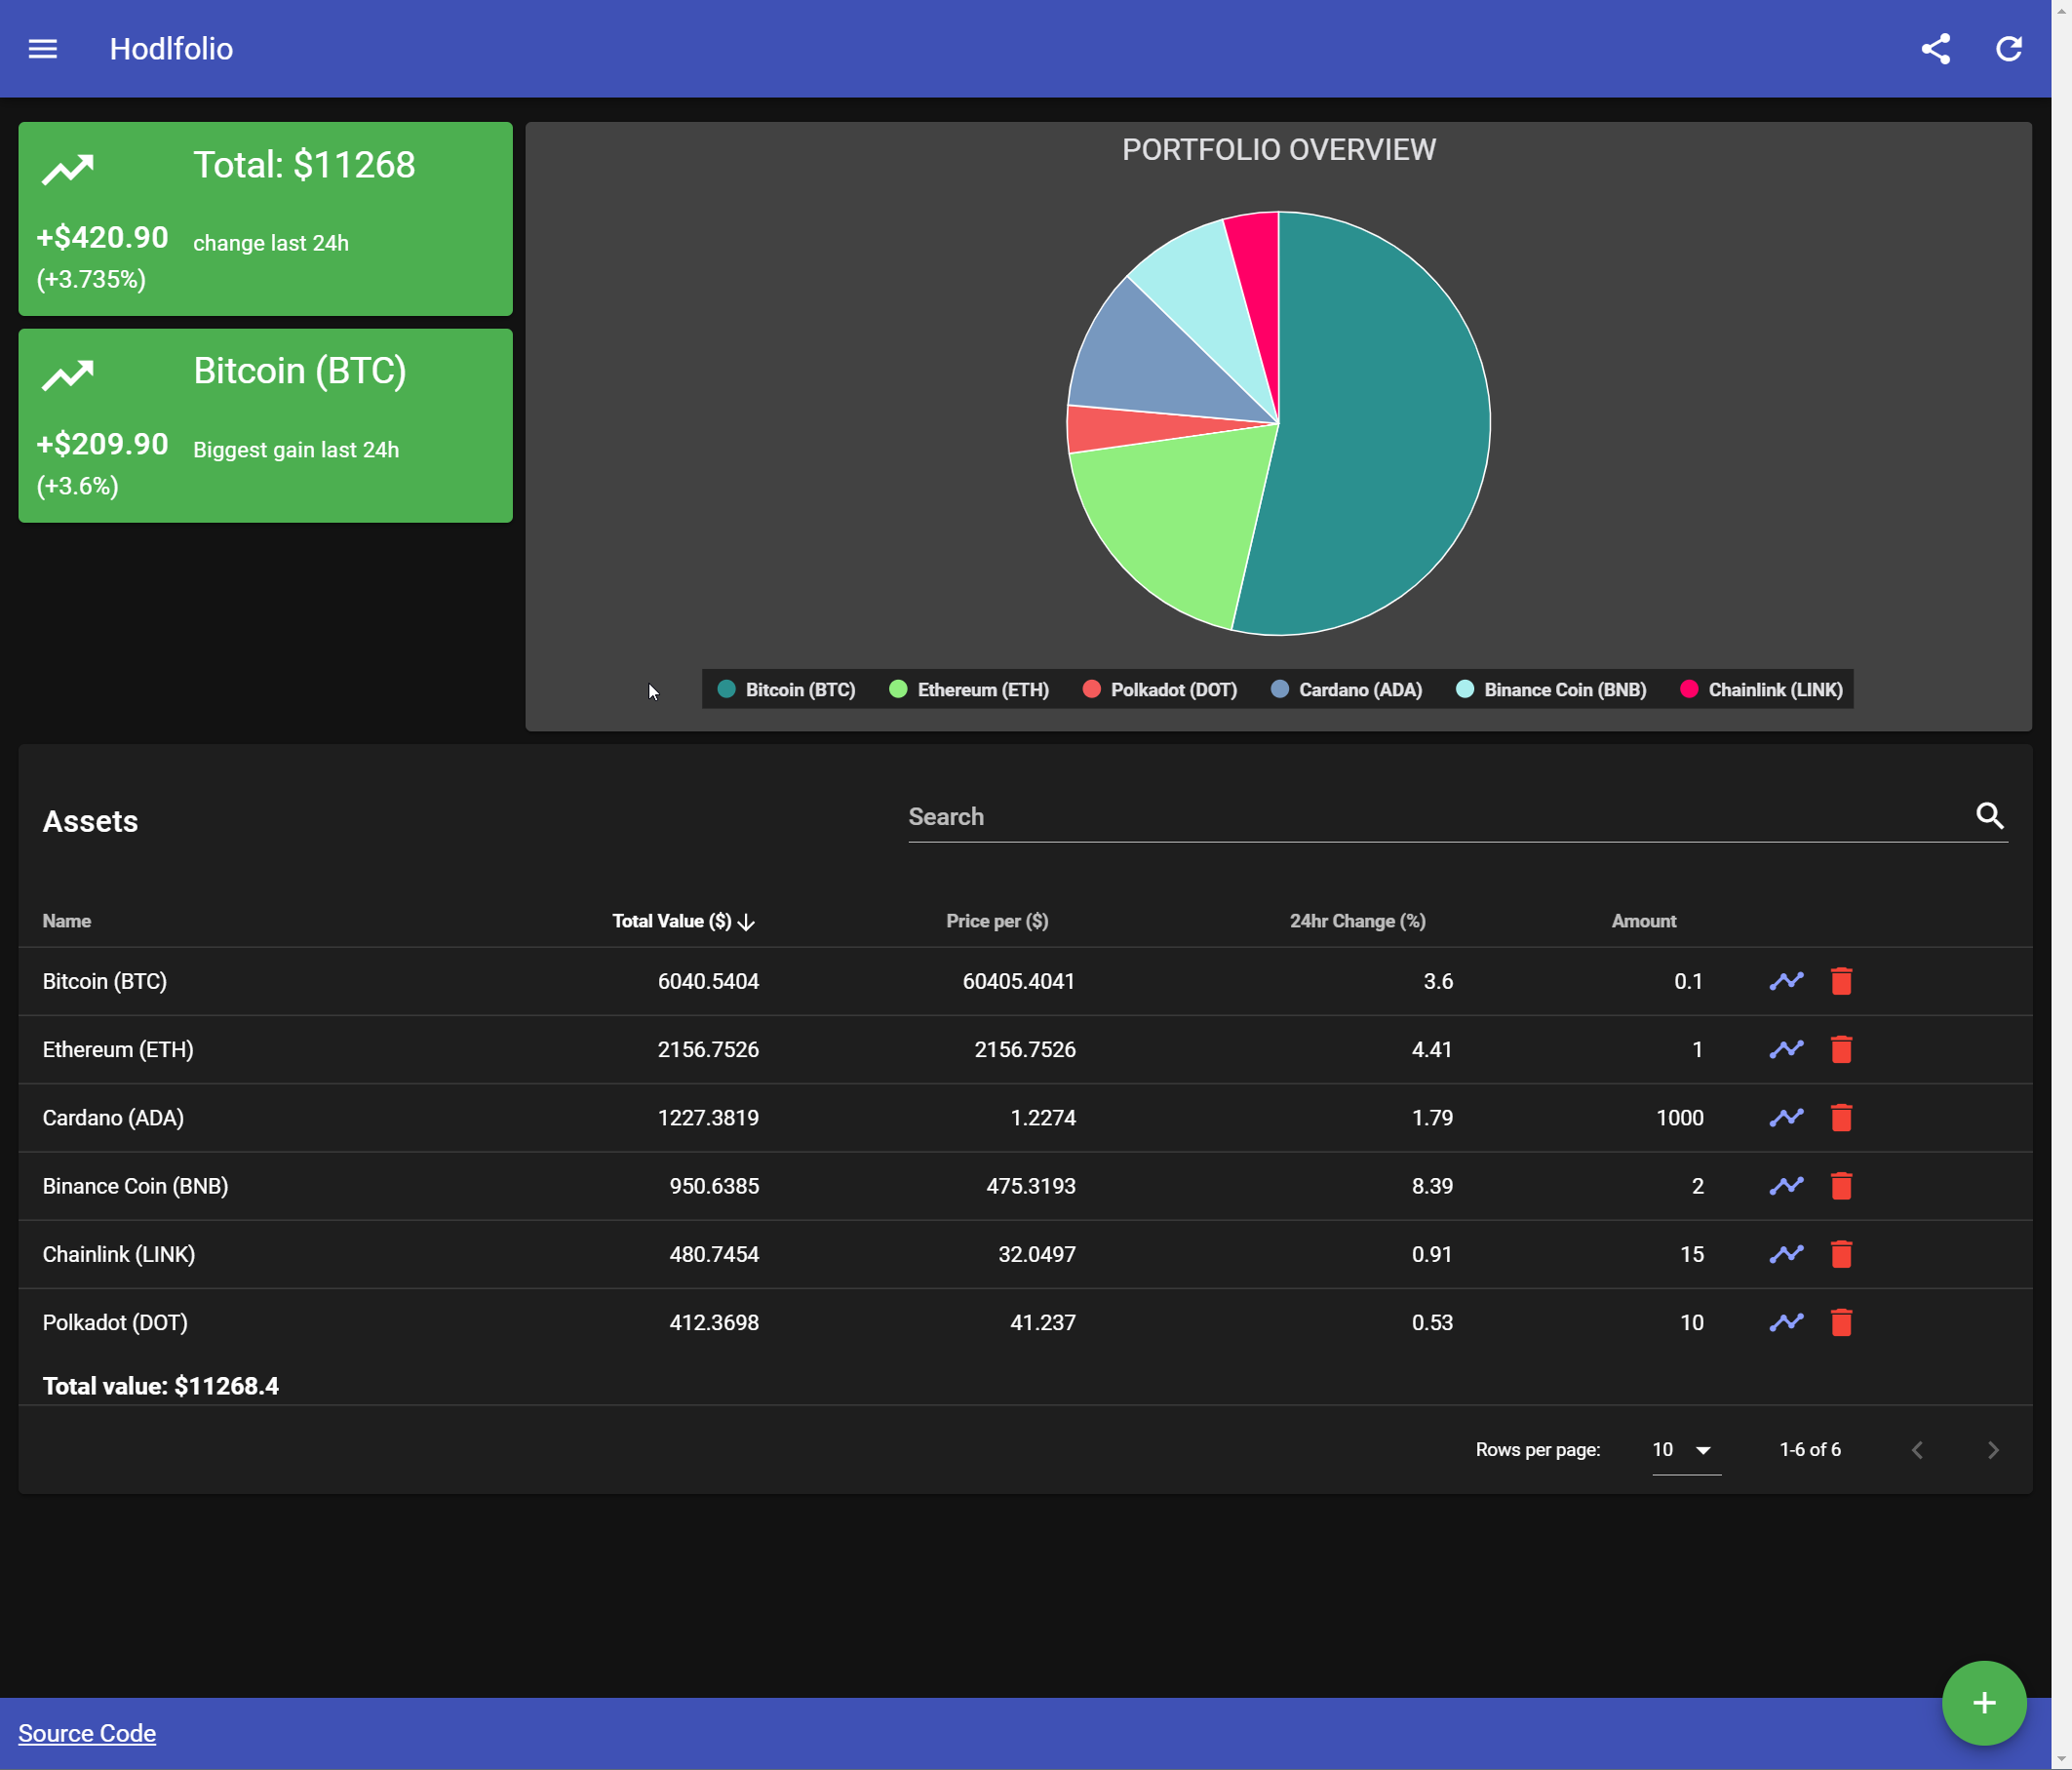 Hodlfolio
Total: $11268
+$420.90 change last 24h
(+3.735%)
Bitcoin (BTC)
+$209.90 Biggest gain last 24h
(+3.6%)
PORTFOLIO OVERVIEW
Bitcoin (BTC) Ethereum (ETH) Polkadot (DOT) Cardano (ADA) Binance Coin (BNB) Chainlink (LINK)
Assets
Search
Name Total Value ($) Price per ($) 24hr Change (%) Amount
Bitcoin (BTC) 6040.5404 60405.4041 3.6 0.1
Ethereum (ETH) 2156.7526 2156.7526 4.41 1
Cardano (ADA) 1227.3819 1.2274 1.79 1000
Binance Coin (BNB) 950.6385 475.3193 8.39 2
Chainlink (LINK) 480.7454 32.0497 0.91 15
Polkadot (DOT) 412.3698 41.237 0.53 10
Total value: $11268.4
Rows per page: 10 1-6 of 6
Source Code